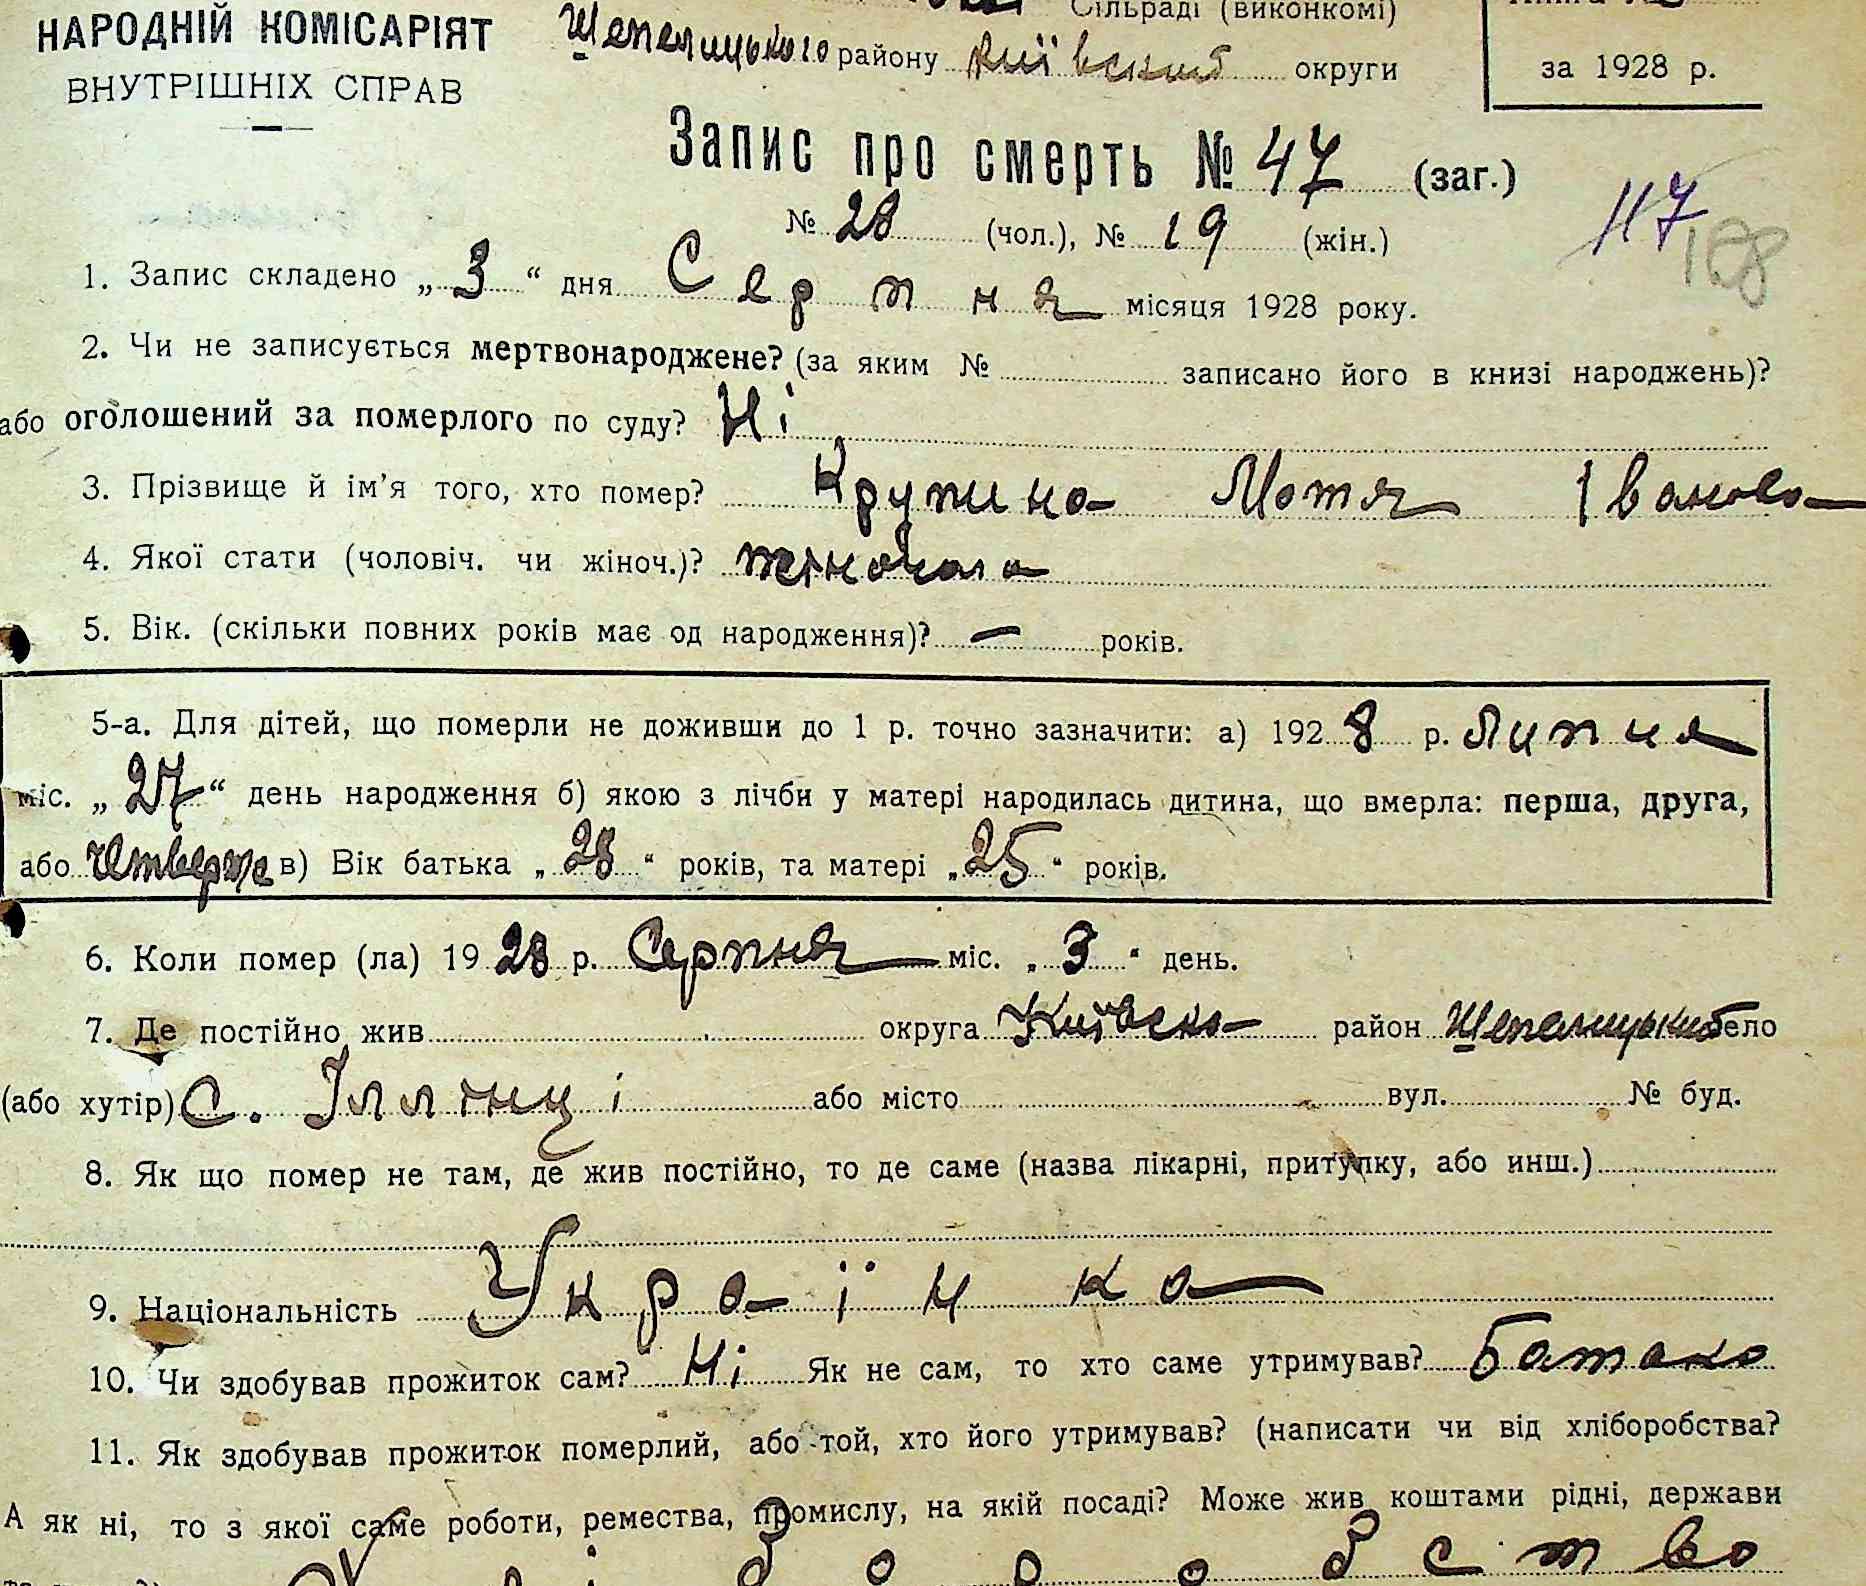 НАРОДНІЙ КОМІСАРІЯТ
ВНУТРІШНІХ СПРАВ
Сільраді (виконкомі)
Шепелицького району Київської округи
за 1928 р.
Запис про смерть № 47 (заг.)
№ 28 (чол.), № 19 (жін.)
117
188
1. Запис складено „ 3 “ дня Серпня місяця 1928 року.
2. Чи не записується мертвонароджене? (за яким № записано його в книзі народжень)?
або оголошений за померлого по суду? Ні
3. Прізвище й ім'я того, хто помер? Крупина Мотя Іванова
4. Якої стати (чоловіч. чи жіноч.)? жіночага
5. Вік. (скільки повних років має од народження)? — років.
5-а. Для дітей, що померли не доживши до 1 р. точно зазначити: а) 1928 р. Липня
міс. „ 27 “ день народження б) якою з лічби у матері народилась дитина, що вмерла: перша, друга,
або четверта в) Вік батька „ 28 “ років, та матері „ 25 “ років.
6. Коли помер (ла) 1928 р. Серпня міс. „ 3 “ день.
7. Де постійно жив округа Київська район Шепелицький село
(або хутір) с. Іллінці або місто вул. № буд.
8. Як що помер не там, де жив постійно, то де саме (назва лікарні, притулку, або инш.)
9. Національність Українка
10. Чи здобував прожиток сам? Ні Як не сам, то хто саме утримував? Батько
11. Як здобував прожиток померлий, або той, хто його утримував? (написати чи від хліборобства?
А як ні, то з якої саме роботи, ремества, промислу, на якій посаді? Може жив коштами рідні, держави
Хліборобство